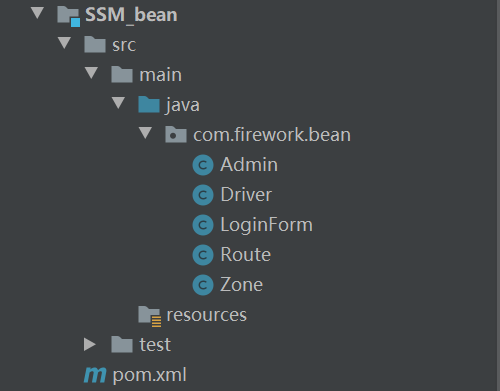 SSM_bean
src
main
java
com.firework.bean
C Admin
C Driver
C LoginForm
C Route
C Zone
resources
test
m pom.xml